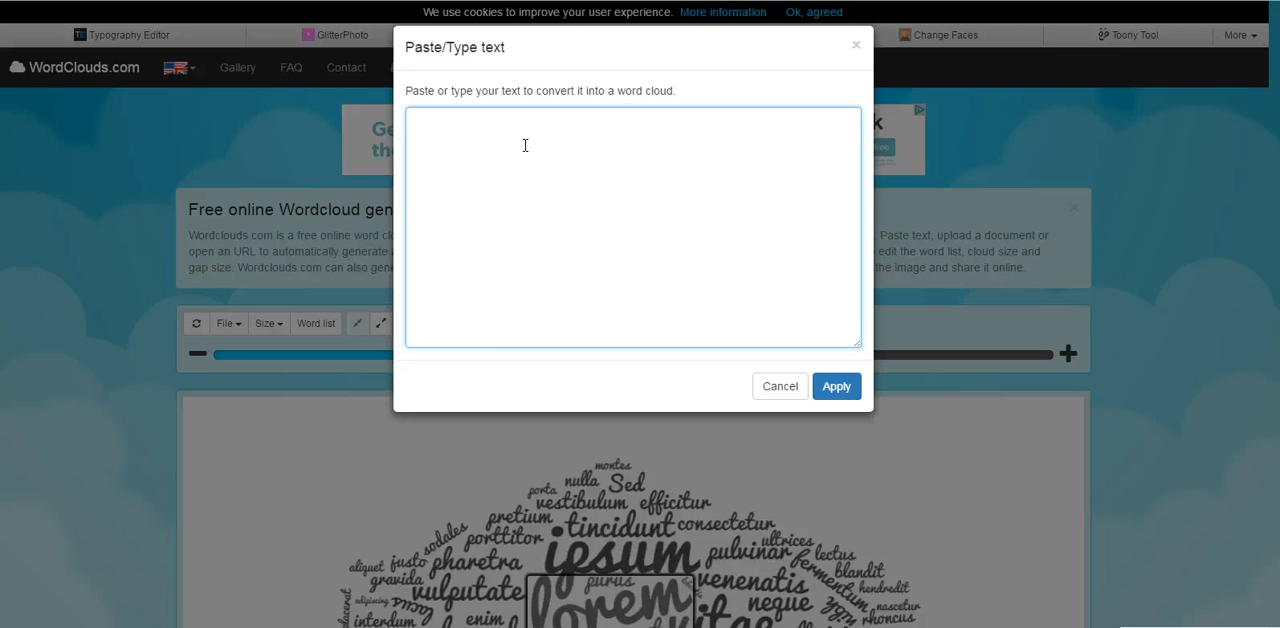 We use cookies to improve your user experience. More information Ok, agreed
Typography Editor GlitterPhoto Change Faces Toony Tool More
WordClouds.com Gallery FAQ Contact
Paste/Type text
Paste or type your text to convert it into a word cloud.
Cancel Apply
Free online Wordcloud gen
Wordclouds.com is a free online word cl Paste text, upload a document or
open an URL to automatically generate edit the word list, cloud size and
gap size. Wordclouds.com can also gen the image and share it online.
File Size Word list
montes
porta nulla Sed
vestibulum efficitur
pretium tincidunt consectetur
sodales porttitor ultrices
aliquet justo pharetra ipsum pulvinar lectus
gravida purus venenatis fermentum blandit
adipiscing vulputate lorem neque hendrerit
placerat interdum enim vitae nascetur
rhoncus